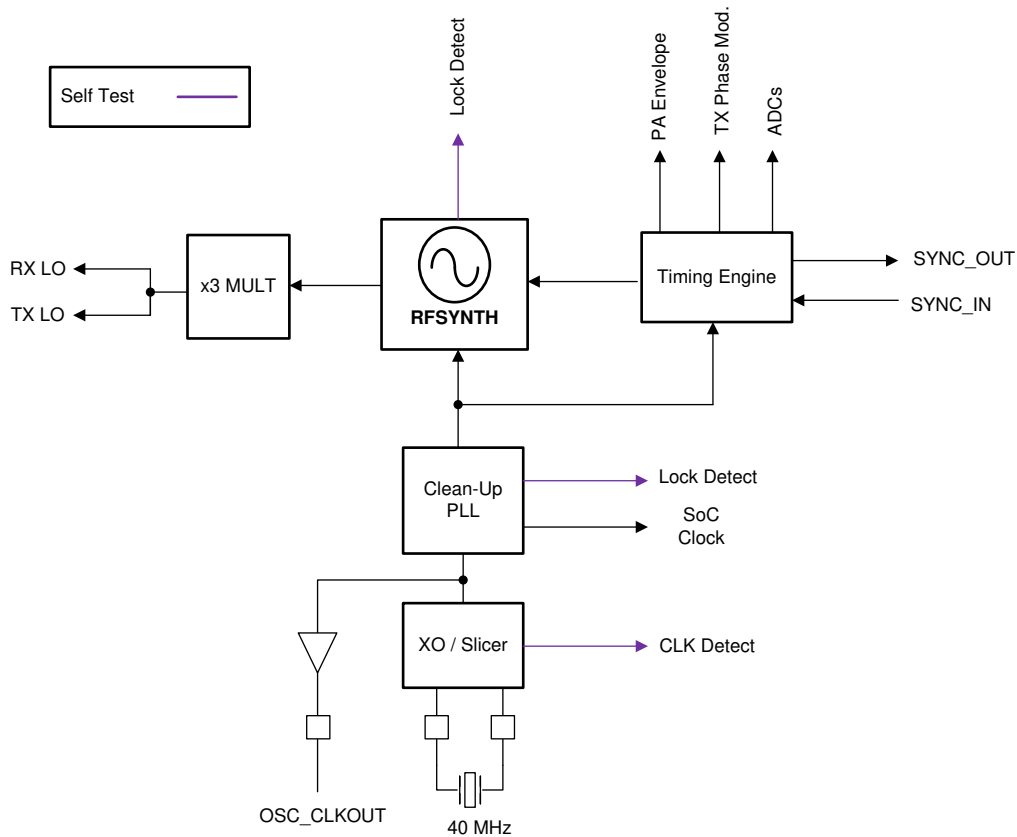 Self Test
Lock Detect
PA Envelope
TX Phase Mod.
ADCs
RX LO
TX LO
x3 MULT
RFSYNTH
Timing Engine
SYNC_OUT
SYNC_IN
Clean-Up
PLL
Lock Detect
SoC
Clock
XO / Slicer
CLK Detect
OSC_CLKOUT
40 MHz